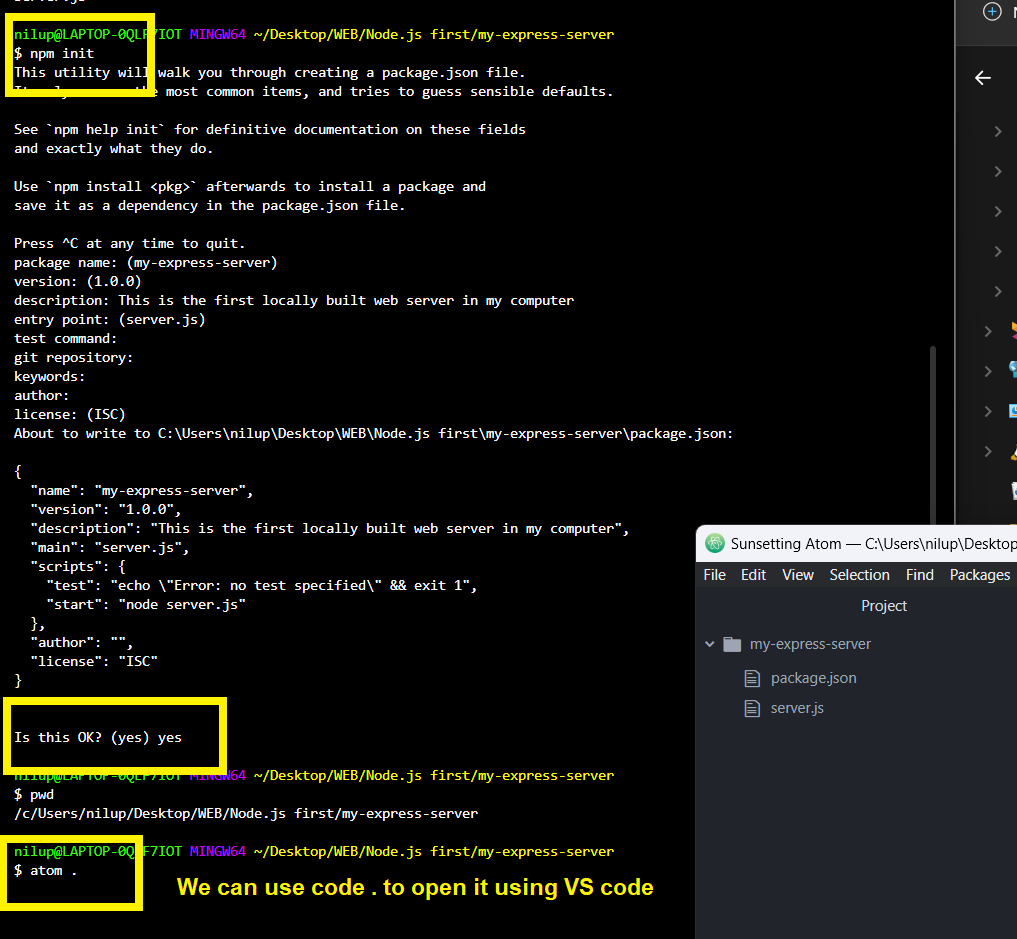 nilup@LAPTOP-0QLF7IOT MINGW64 ~/Desktop/WEB/Node.js first/my-express-server
$ npm init
This utility will walk you through creating a package.json file.
most common items, and tries to guess sensible defaults.
See `npm help init` for definitive documentation on these fields
and exactly what they do.
Use `npm install <pkg>` afterwards to install a package and
save it as a dependency in the package.json file.
Press ^C at any time to quit.
package name: (my-express-server)
version: (1.0.0)
description: This is the first locally built web server in my computer
entry point: (server.js)
test command:
git repository:
keywords:
author:
license: (ISC)
About to write to C:\Users\nilup\Desktop\WEB\Node.js first\my-express-server\package.json:
{
"name": "my-express-server",
"version": "1.0.0",
"description": "This is the first locally built web server in my computer",
"main": "server.js",
"scripts": {
"test": "echo \"Error: no test specified\" && exit 1",
"start": "node server.js"
},
"author": "",
"license": "ISC"
}
Is this OK? (yes) yes
nilup@LAPTOP-0QLF7IOT MINGW64 ~/Desktop/WEB/Node.js first/my-express-server
$ pwd
/c/Users/nilup/Desktop/WEB/Node.js first/my-express-server
nilup@LAPTOP-0QLF7IOT MINGW64 ~/Desktop/WEB/Node.js first/my-express-server
$ atom .
We can use code . to open it using VS code
Sunsetting Atom — C:\Users\nilup\Desktop
File Edit View Selection Find Packages
Project
my-express-server
package.json
server.js